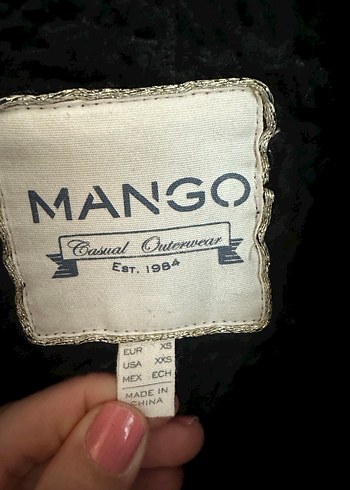 MANGO
Casual Outerwear
EST. 1984
EUR XS
USA XXS
MEX ECH
MADE IN
CHINA